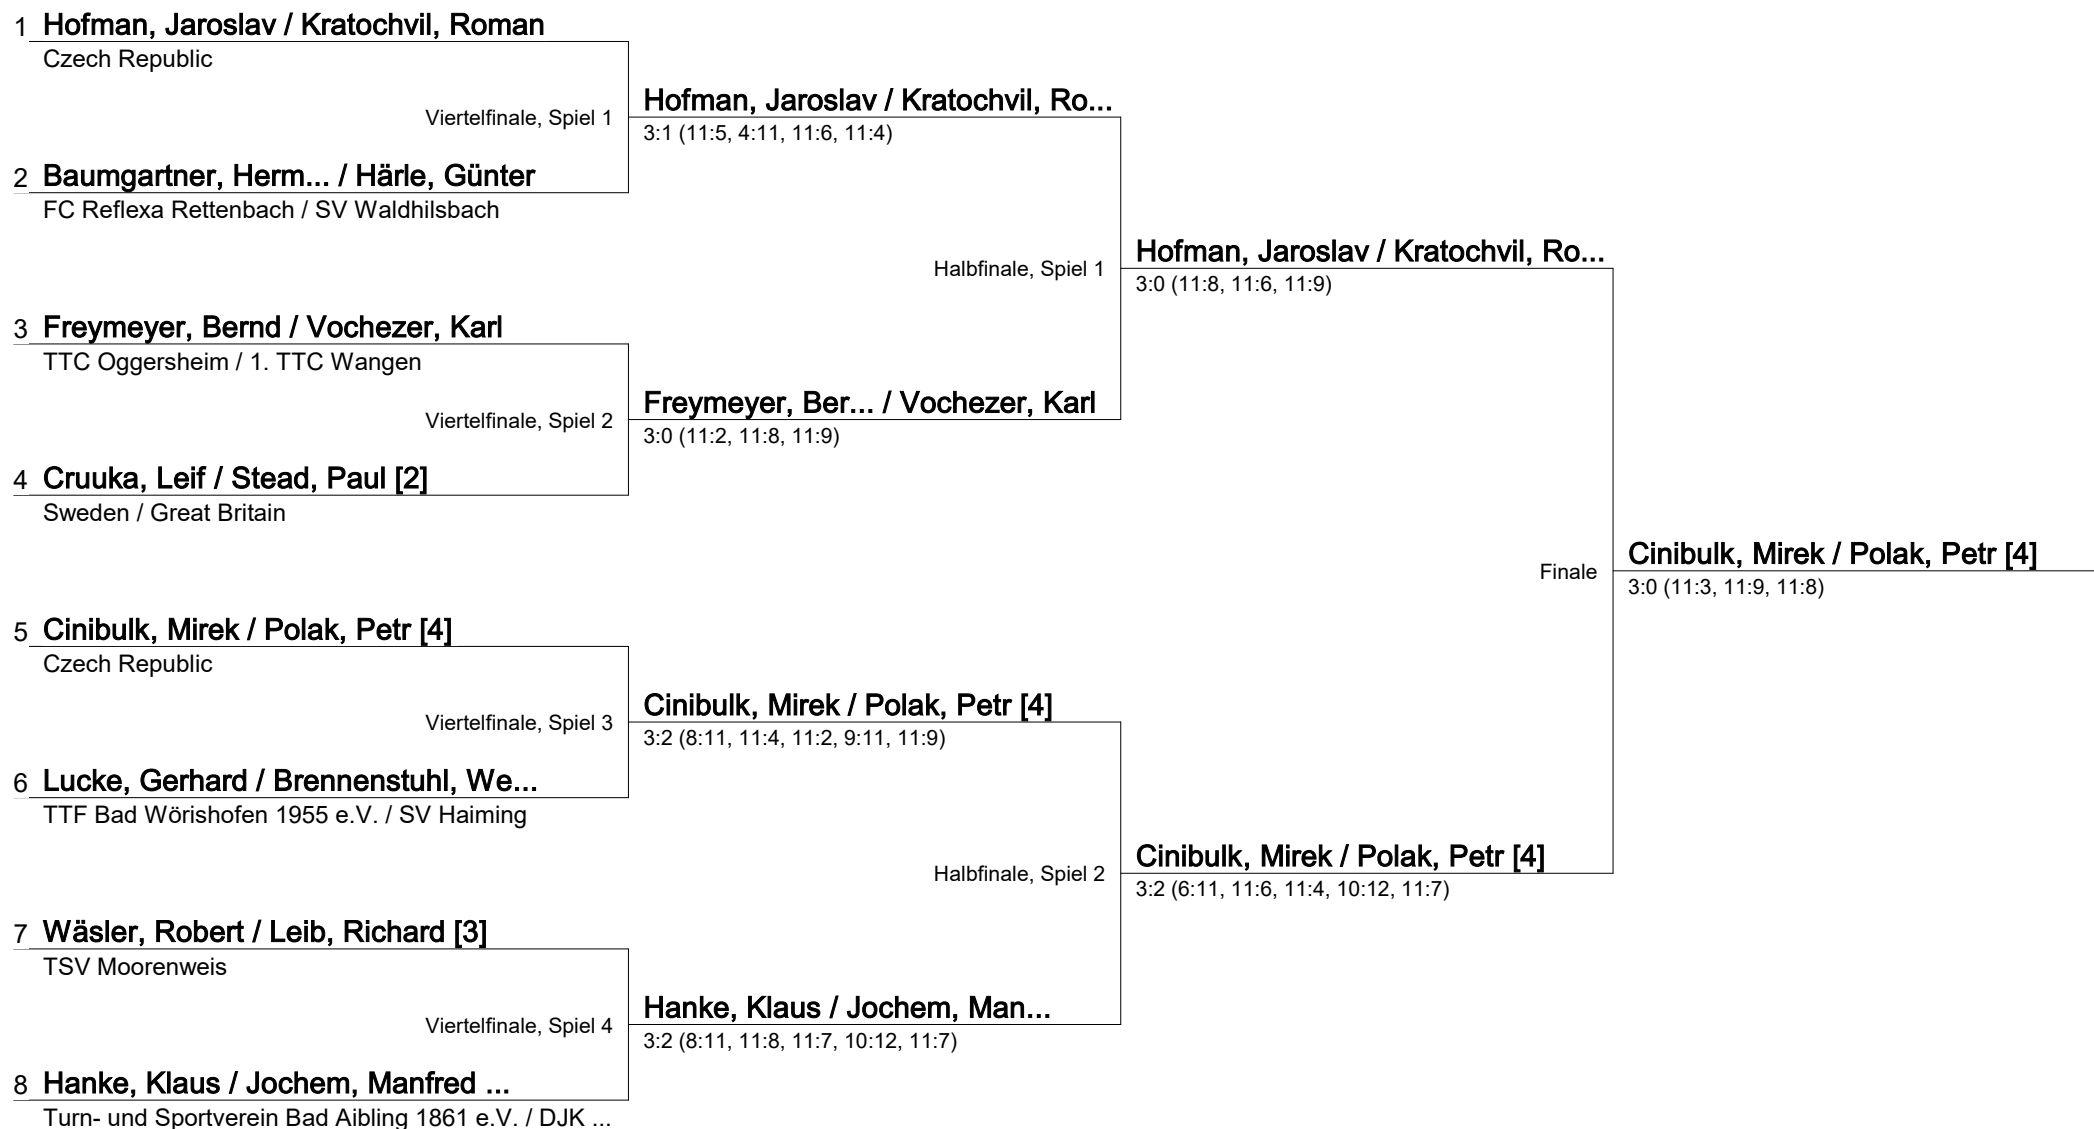 1 Hofman, Jaroslav / Kratochvil, Roman
Czech Republic
Viertelfinale, Spiel 1
Hofman, Jaroslav / Kratochvil, Ro...
3:1 (11:5, 4:11, 11:6, 11:4)
2 Baumgartner, Herm... / Härle, Günter
FC Reflexa Rettenbach / SV Waldhilsbach
Halbfinale, Spiel 1
Hofman, Jaroslav / Kratochvil, Ro...
3:0 (11:8, 11:6, 11:9)
3 Freymeyer, Bernd / Vochezer, Karl
TTC Oggersheim / 1. TTC Wangen
Viertelfinale, Spiel 2
Freymeyer, Ber... / Vochezer, Karl
3:0 (11:2, 11:8, 11:9)
4 Cruuka, Leif / Stead, Paul [2]
Sweden / Great Britain
Finale
Cinibulk, Mirek / Polak, Petr [4]
3:0 (11:3, 11:9, 11:8)
5 Cinibulk, Mirek / Polak, Petr [4]
Czech Republic
Viertelfinale, Spiel 3
Cinibulk, Mirek / Polak, Petr [4]
3:2 (8:11, 11:4, 11:2, 9:11, 11:9)
6 Lucke, Gerhard / Brennenstuhl, We...
TTF Bad Wörishofen 1955 e.V. / SV Haiming
Halbfinale, Spiel 2
Cinibulk, Mirek / Polak, Petr [4]
3:2 (6:11, 11:6, 11:4, 10:12, 11:7)
7 Wäsler, Robert / Leib, Richard [3]
TSV Moorenweis
Viertelfinale, Spiel 4
Hanke, Klaus / Jochem, Man...
3:2 (8:11, 11:8, 11:7, 10:12, 11:7)
8 Hanke, Klaus / Jochem, Manfred ...
Turn- und Sportverein Bad Aibling 1861 e.V. / DJK ...